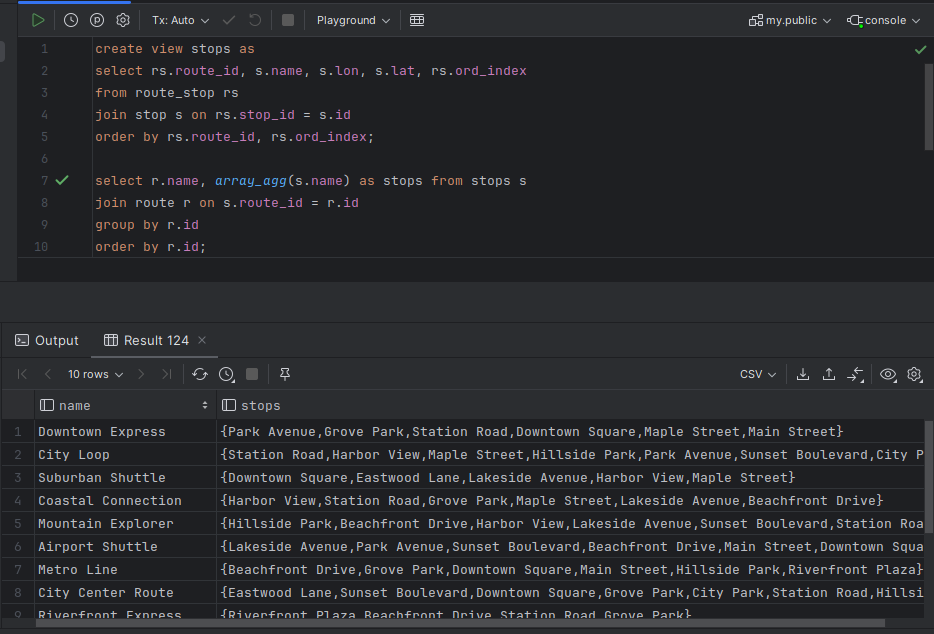 Tx: Auto Playground my.public console
1 create view stops as
2 select rs.route_id, s.name, s.lon, s.lat, rs.ord_index
3 from route_stop rs
4 join stop s on rs.stop_id = s.id
5 order by rs.route_id, rs.ord_index;
6
7 select r.name, array_agg(s.name) as stops from stops s
8 join route r on s.route_id = r.id
9 group by r.id
10 order by r.id;
Output Result 124
10 rows CSV
name stops
1 Downtown Express {Park Avenue,Grove Park,Station Road,Downtown Square,Maple Street,Main Street}
2 City Loop {Station Road,Harbor View,Maple Street,Hillside Park,Park Avenue,Sunset Boulevard,City P
3 Suburban Shuttle {Downtown Square,Eastwood Lane,Lakeside Avenue,Harbor View,Maple Street}
4 Coastal Connection {Harbor View,Station Road,Grove Park,Maple Street,Lakeside Avenue,Beachfront Drive}
5 Mountain Explorer {Hillside Park,Beachfront Drive,Harbor View,Lakeside Avenue,Sunset Boulevard,Station Roa
6 Airport Shuttle {Lakeside Avenue,Park Avenue,Sunset Boulevard,Beachfront Drive,Main Street,Downtown Squa
7 Metro Line {Beachfront Drive,Grove Park,Downtown Square,Main Street,Hillside Park,Riverfront Plaza}
8 City Center Route {Eastwood Lane,Sunset Boulevard,Downtown Square,Grove Park,City Park,Station Road,Hillsi
9 Riverfront Express {Riverfront Plaza,Beachfront Drive,Station Road,Grove Park}